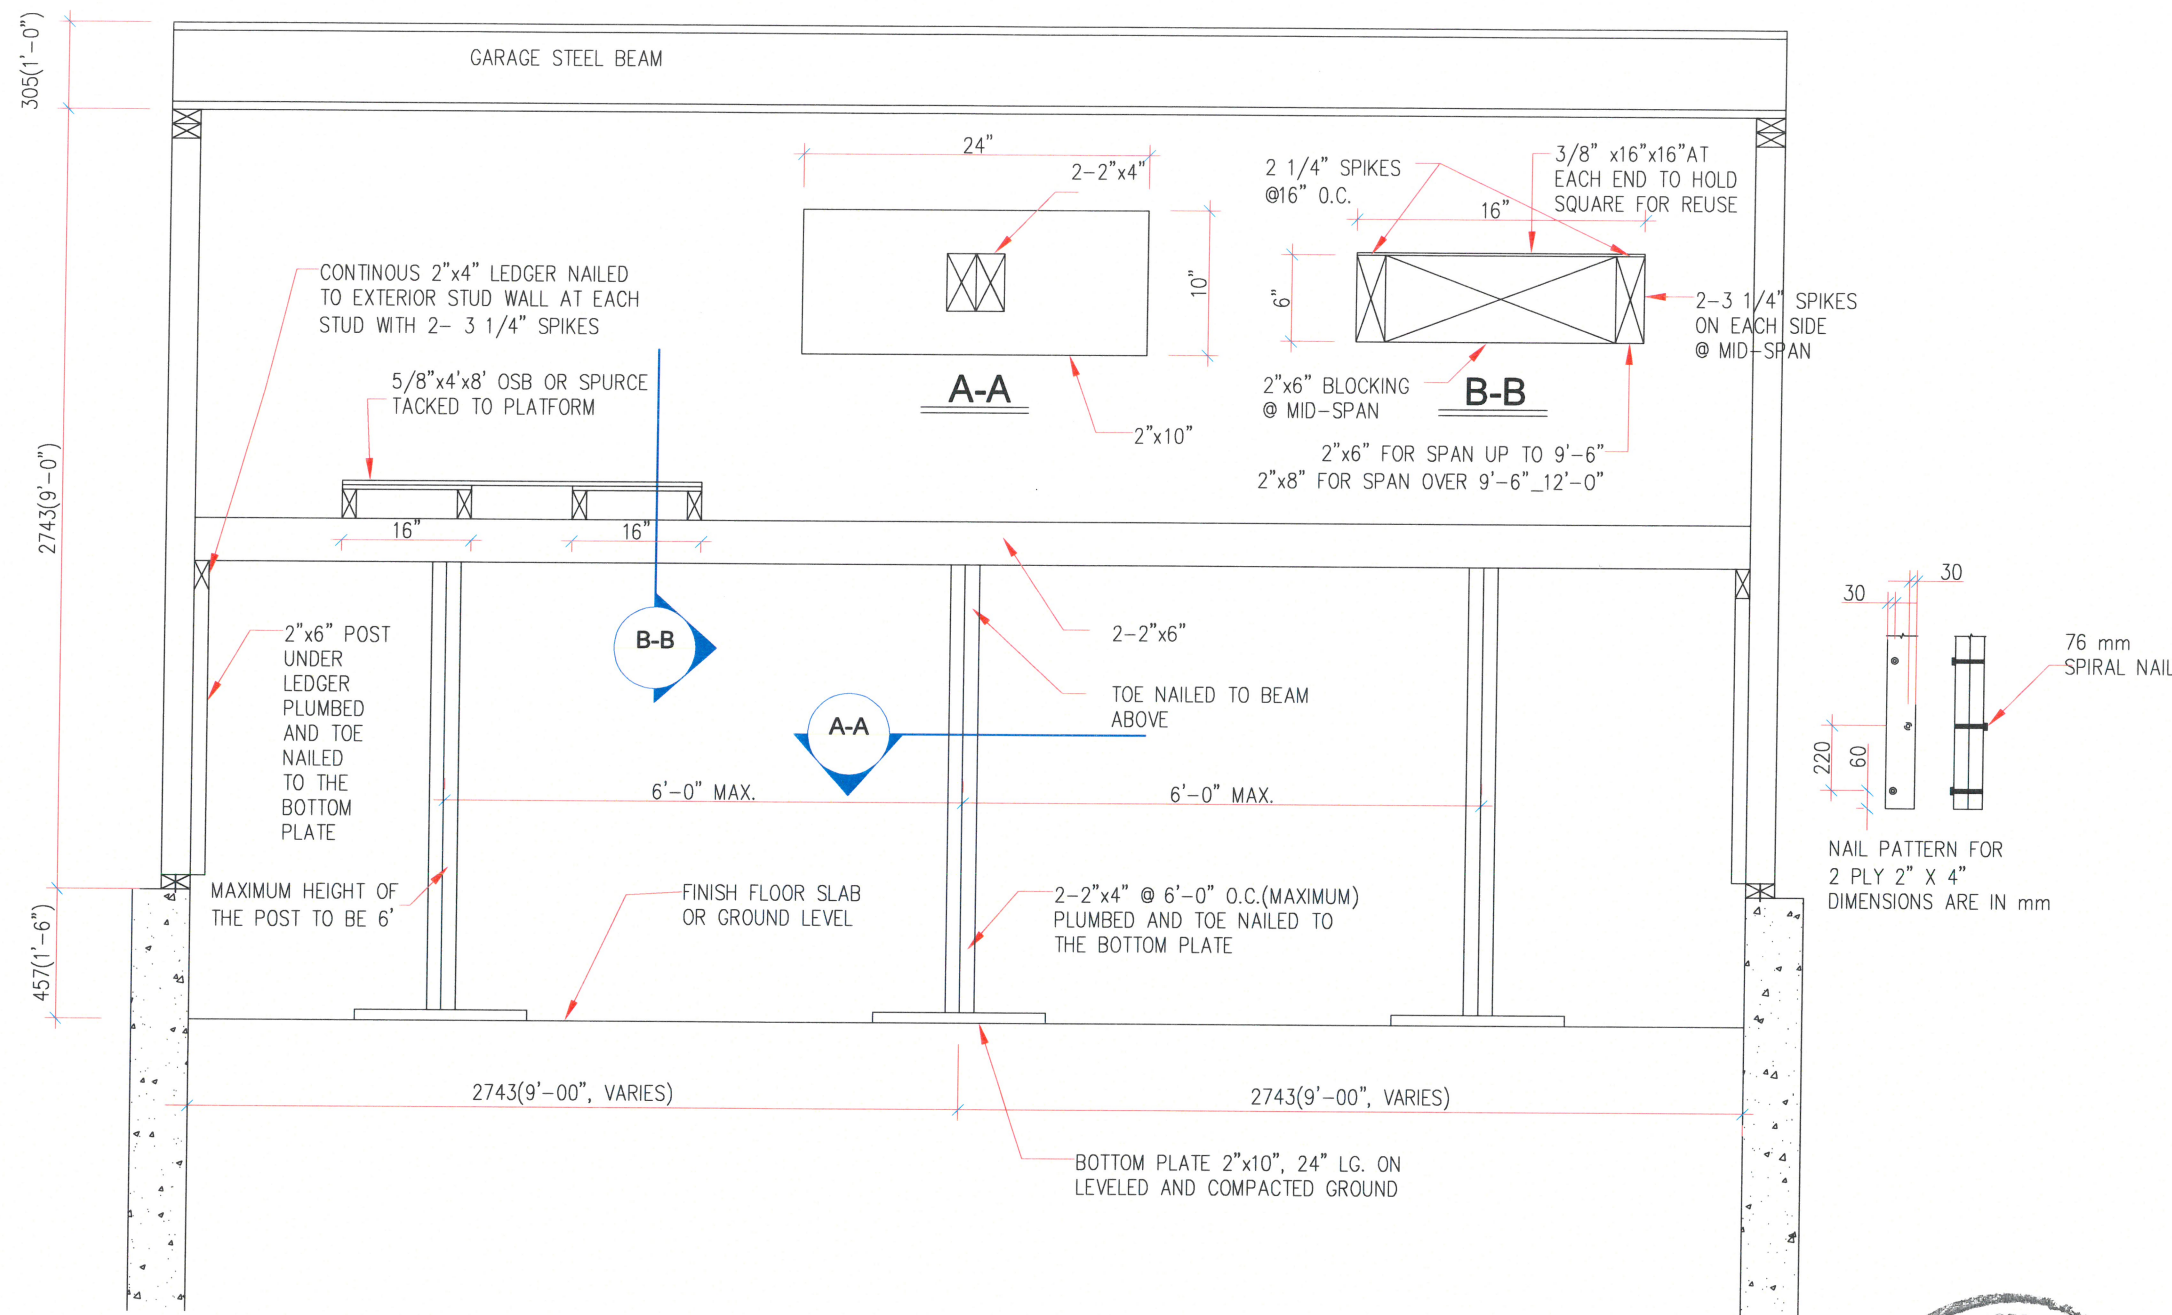 305(1'-0")
GARAGE STEEL BEAM
24"
2-2"x4"
10"
A-A
2"x10"
2 1/4" SPIKES
@16" O.C.
3/8" x16"x16"AT
EACH END TO HOLD
SQUARE FOR REUSE
16"
6"
2-3 1/4" SPIKES
ON EACH SIDE
@ MID-SPAN
2"x6" BLOCKING
@ MID-SPAN
B-B
2"x6" FOR SPAN UP TO 9'-6"
2"x8" FOR SPAN OVER 9'-6"_12'-0"
CONTINOUS 2"x4" LEDGER NAILED
TO EXTERIOR STUD WALL AT EACH
STUD WITH 2- 3 1/4" SPIKES
5/8"x4'x8' OSB OR SPURCE
TACKED TO PLATFORM
2743(9'-0")
16"
16"
B-B
2"x6" POST
UNDER
LEDGER
PLUMBED
AND TOE
NAILED
TO THE
BOTTOM
PLATE
2-2"x6"
TOE NAILED TO BEAM
ABOVE
A-A
6'-0" MAX.
6'-0" MAX.
30
30
76 mm
SPIRAL NAIL
220
60
NAIL PATTERN FOR
2 PLY 2" X 4"
DIMENSIONS ARE IN mm
MAXIMUM HEIGHT OF
THE POST TO BE 6'
FINISH FLOOR SLAB
OR GROUND LEVEL
2-2"x4" @ 6'-0" O.C.(MAXIMUM)
PLUMBED AND TOE NAILED TO
THE BOTTOM PLATE
457(1'-6")
2743(9'-00", VARIES)
2743(9'-00", VARIES)
BOTTOM PLATE 2"x10", 24" LG. ON
LEVELED AND COMPACTED GROUND